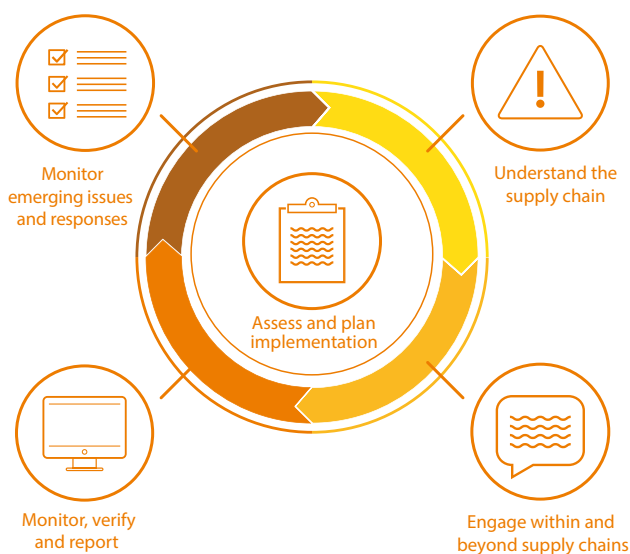 Monitor
emerging issues
and responses
Understand the
supply chain
Assess and plan
implementation
Monitor, verify
and report
Engage within and
beyond supply chains